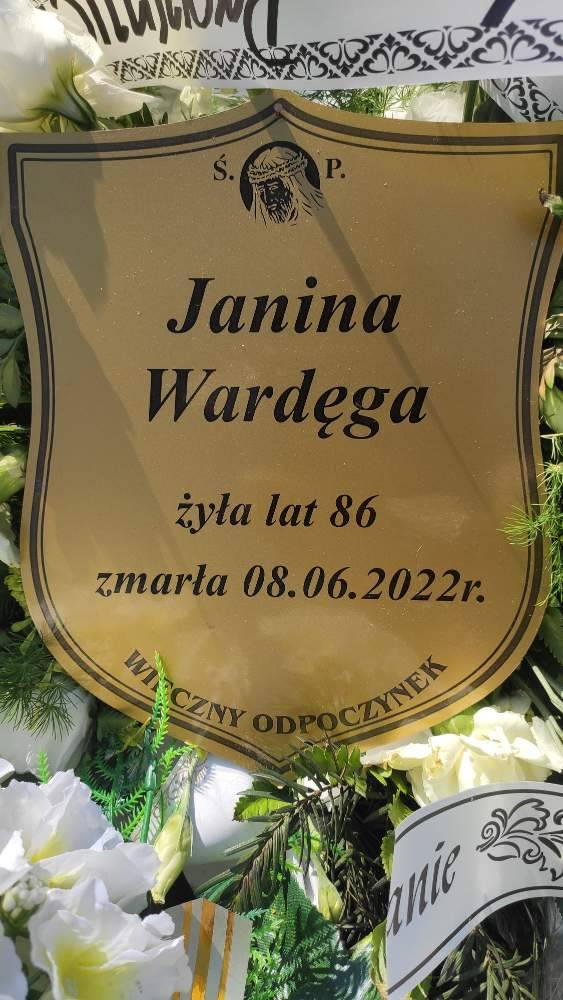 Ś. P.
Janina
Wardęga
żyła lat 86
zmarła 08.06.2022r.
WIECZNY ODPOCZYNEK
anie